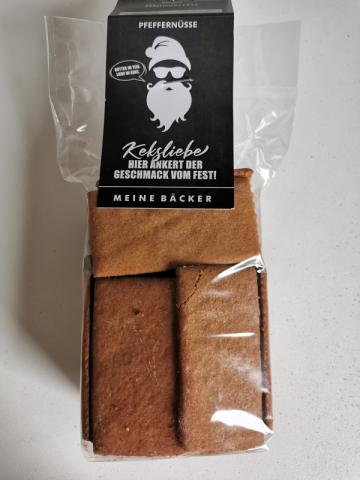 PFEFFERNÜSSE
Keksliebe
HIER ANKERT DER
GESCHMACK VOM FEST!
MEINE BÄCKER